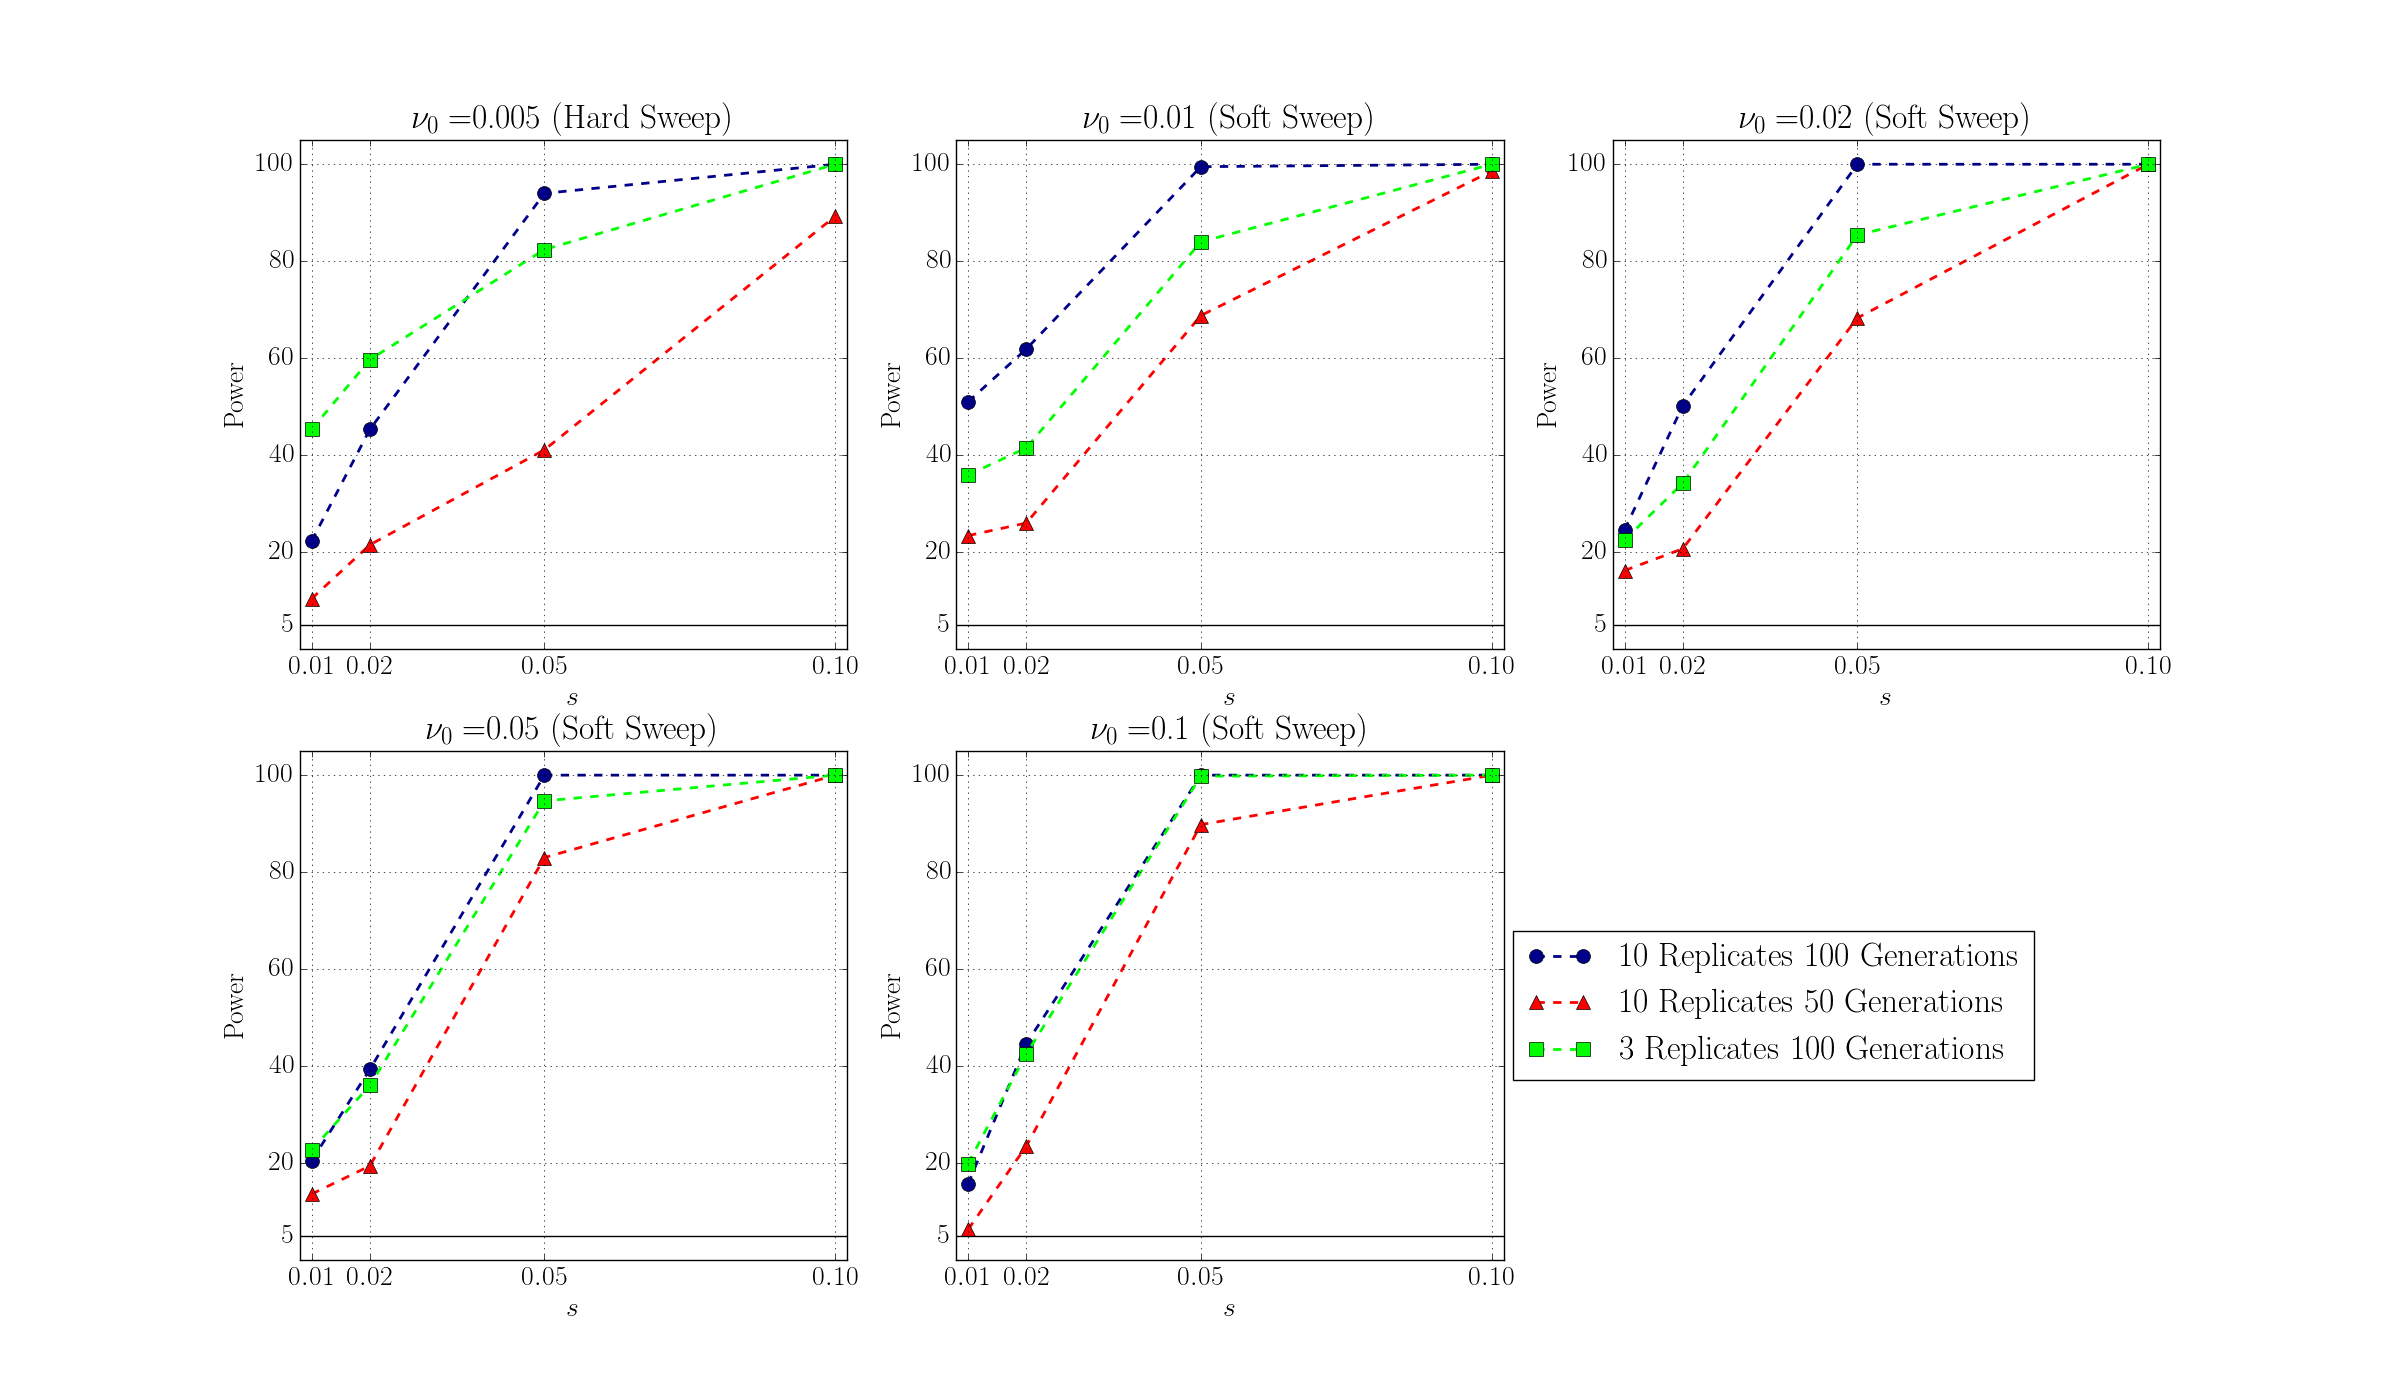 ν₀ =0.005 (Hard Sweep)
100
80
60
40
20
5
Power
0.01 0.02 0.05 0.10
s
ν₀ =0.01 (Soft Sweep)
100
80
60
40
20
5
Power
0.01 0.02 0.05 0.10
s
ν₀ =0.02 (Soft Sweep)
100
80
60
40
20
5
Power
0.01 0.02 0.05 0.10
s
ν₀ =0.05 (Soft Sweep)
100
80
60
40
20
5
Power
0.01 0.02 0.05 0.10
s
ν₀ =0.1 (Soft Sweep)
100
80
60
40
20
5
Power
0.01 0.02 0.05 0.10
s
10 Replicates 100 Generations
10 Replicates 50 Generations
3 Replicates 100 Generations